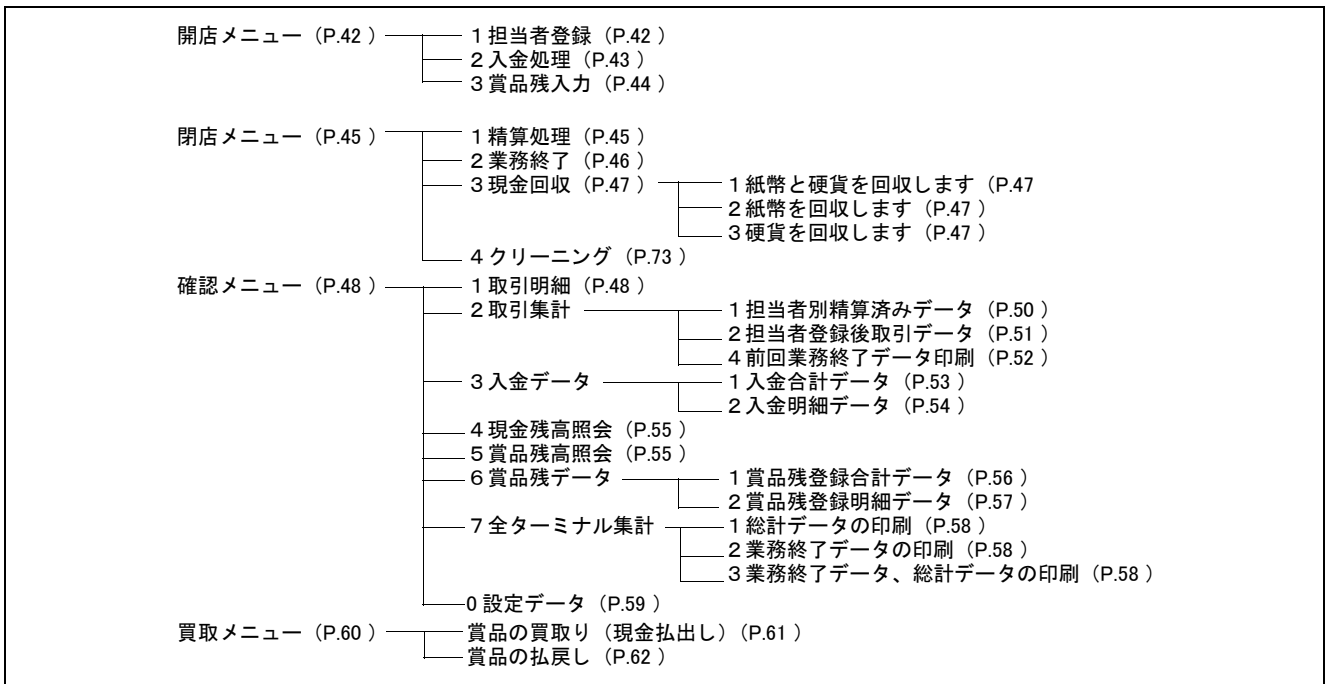 開店メニュー（P.42 ） 1 担当者登録（P.42 ）
2 入金処理（P.43 ）
3 賞品残入力（P.44 ）
閉店メニュー（P.45 ） 1 精算処理（P.45 ）
2 業務終了（P.46 ）
3 現金回収（P.47 ） 1 紙幣と硬貨を回収します（P.47
2 紙幣を回収します（P.47 ）
3 硬貨を回収します（P.47 ）
4 クリーニング（P.73 ）
確認メニュー（P.48 ） 1 取引明細（P.48 ）
2 取引集計 1 担当者別精算済みデータ（P.50 ）
2 担当者登録後取引データ（P.51 ）
4 前回業務終了データ印刷（P.52 ）
3 入金データ 1 入金合計データ（P.53 ）
2 入金明細データ（P.54 ）
4 現金残高照会（P.55 ）
5 賞品残高照会（P.55 ）
6 賞品残データ 1 賞品残登録合計データ（P.56 ）
2 賞品残登録明細データ（P.57 ）
7 全ターミナル集計 1 総計データの印刷（P.58 ）
2 業務終了データの印刷（P.58 ）
3 業務終了データ、総計データの印刷（P.58 ）
0 設定データ（P.59 ）
買取メニュー（P.60 ） 賞品の買取り（現金払出し）（P.61 ）
賞品の払戻し（P.62 ）